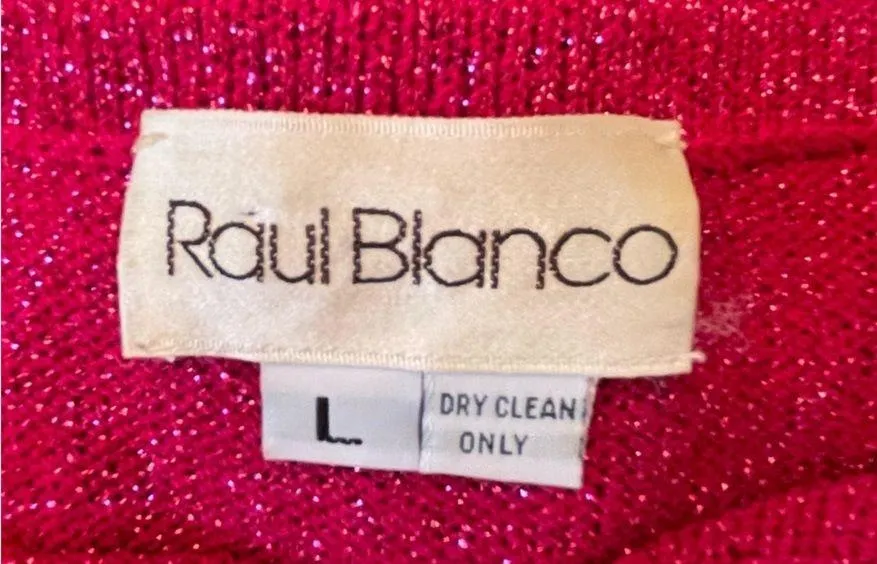 Raul Blanco
L
DRY CLEAN
ONLY